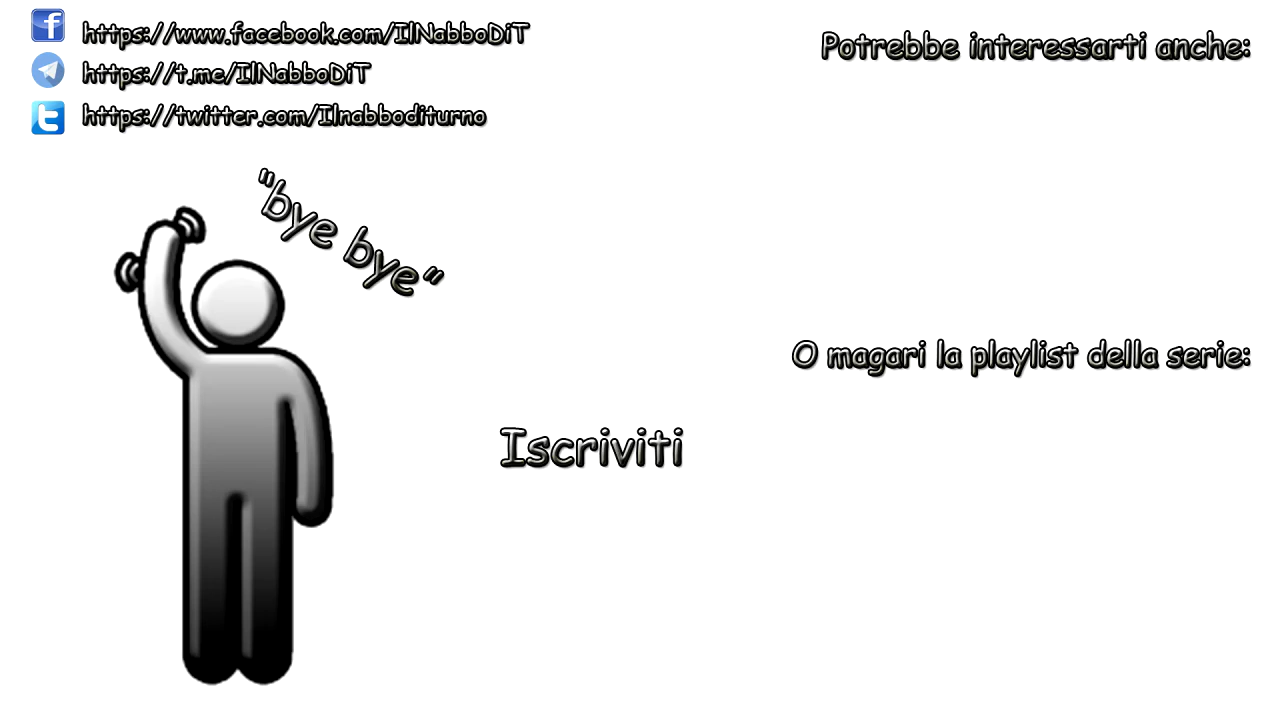 https://www.facebook.com/IlNabboDiT
https://t.me/IlNabboDiT
https://twitter.com/Ilnabboditurno
Potrebbe interessarti anche:
"bye bye"
O magari la playlist della serie:
Iscriviti